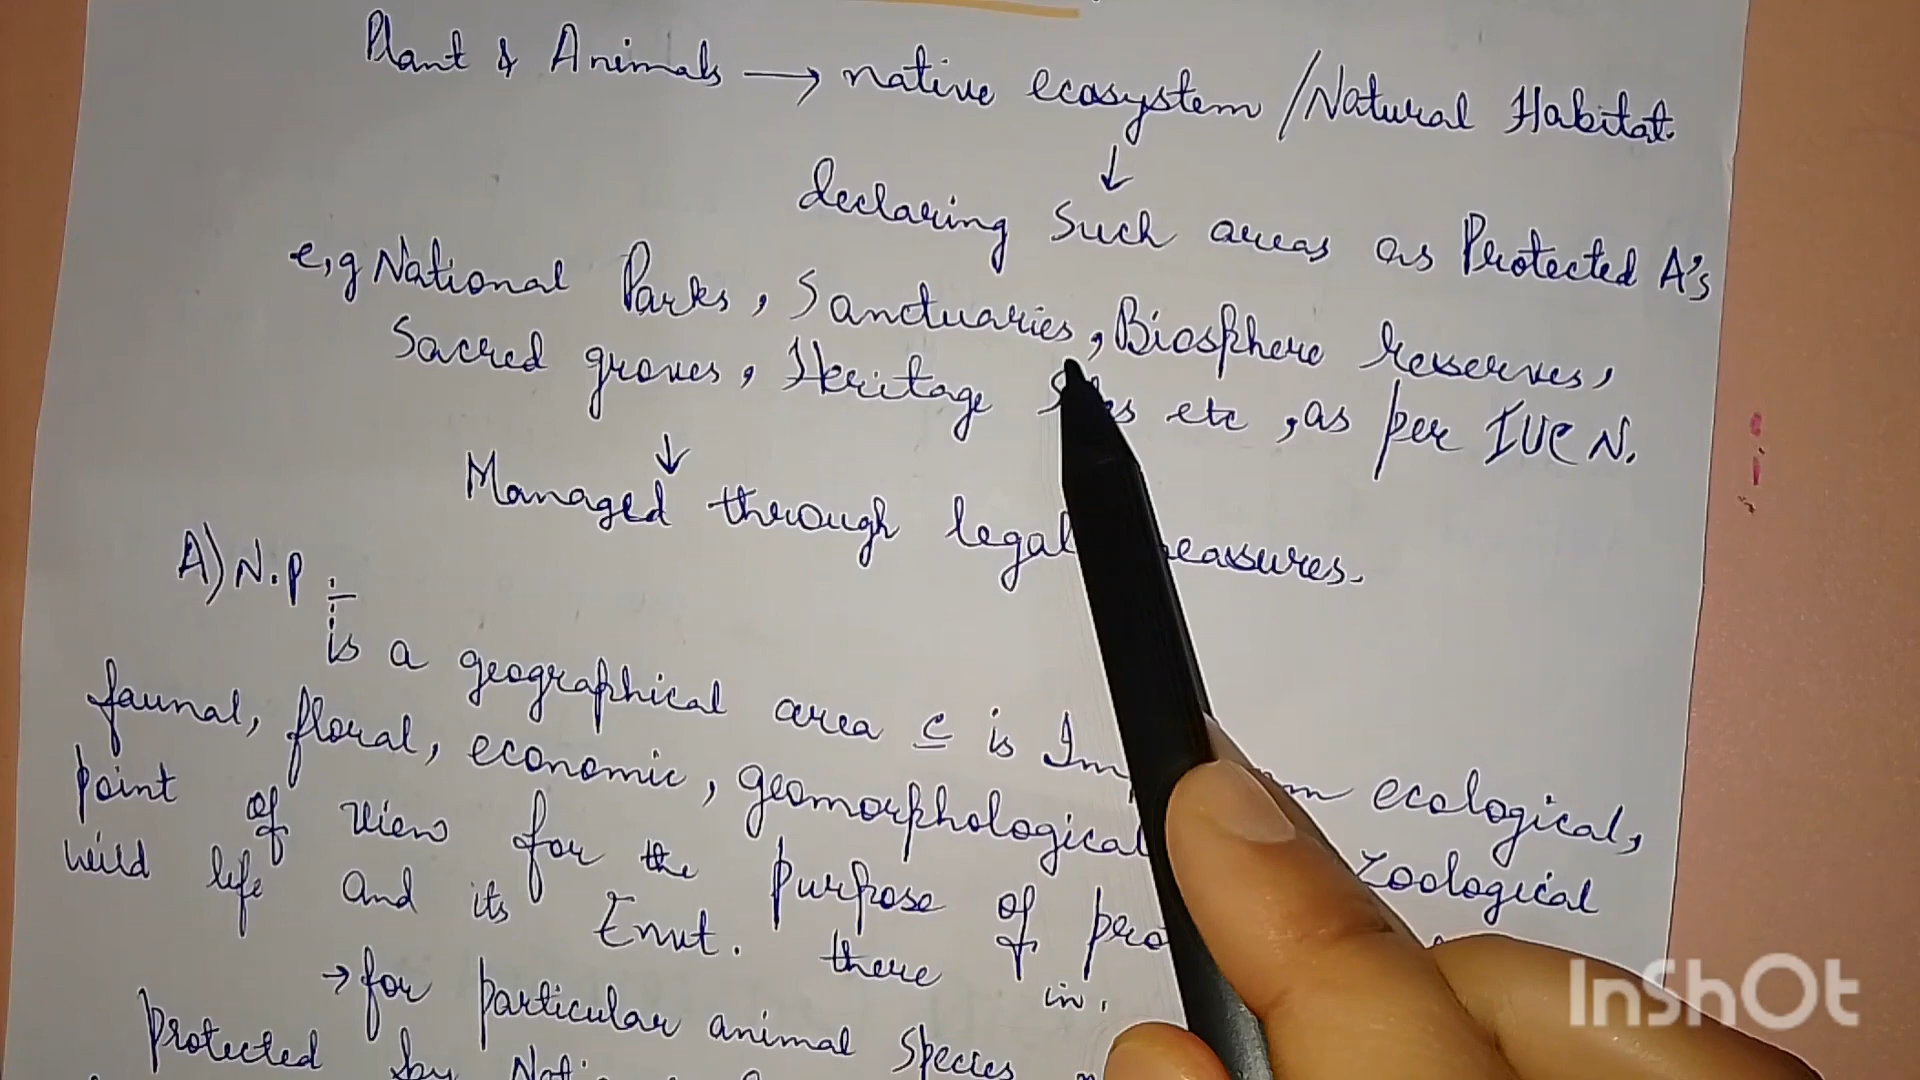 Plant & Animals → native ecosystem / Natural Habitat.
↓
declaring Such areas as Protected A's
e,g National Parks, Sanctuaries, Biosphere Reserves,
Sacred groves, Heritage etc, as per IUCN.
↓
Managed through legal
A) N.P :-
is a geographical area c is ecological,
faunal, floral, economic, geomorphological Zoological
point of view for the purpose of
wild life and its Envt. there in.
→ for particular animal species
Protected by
InShOt